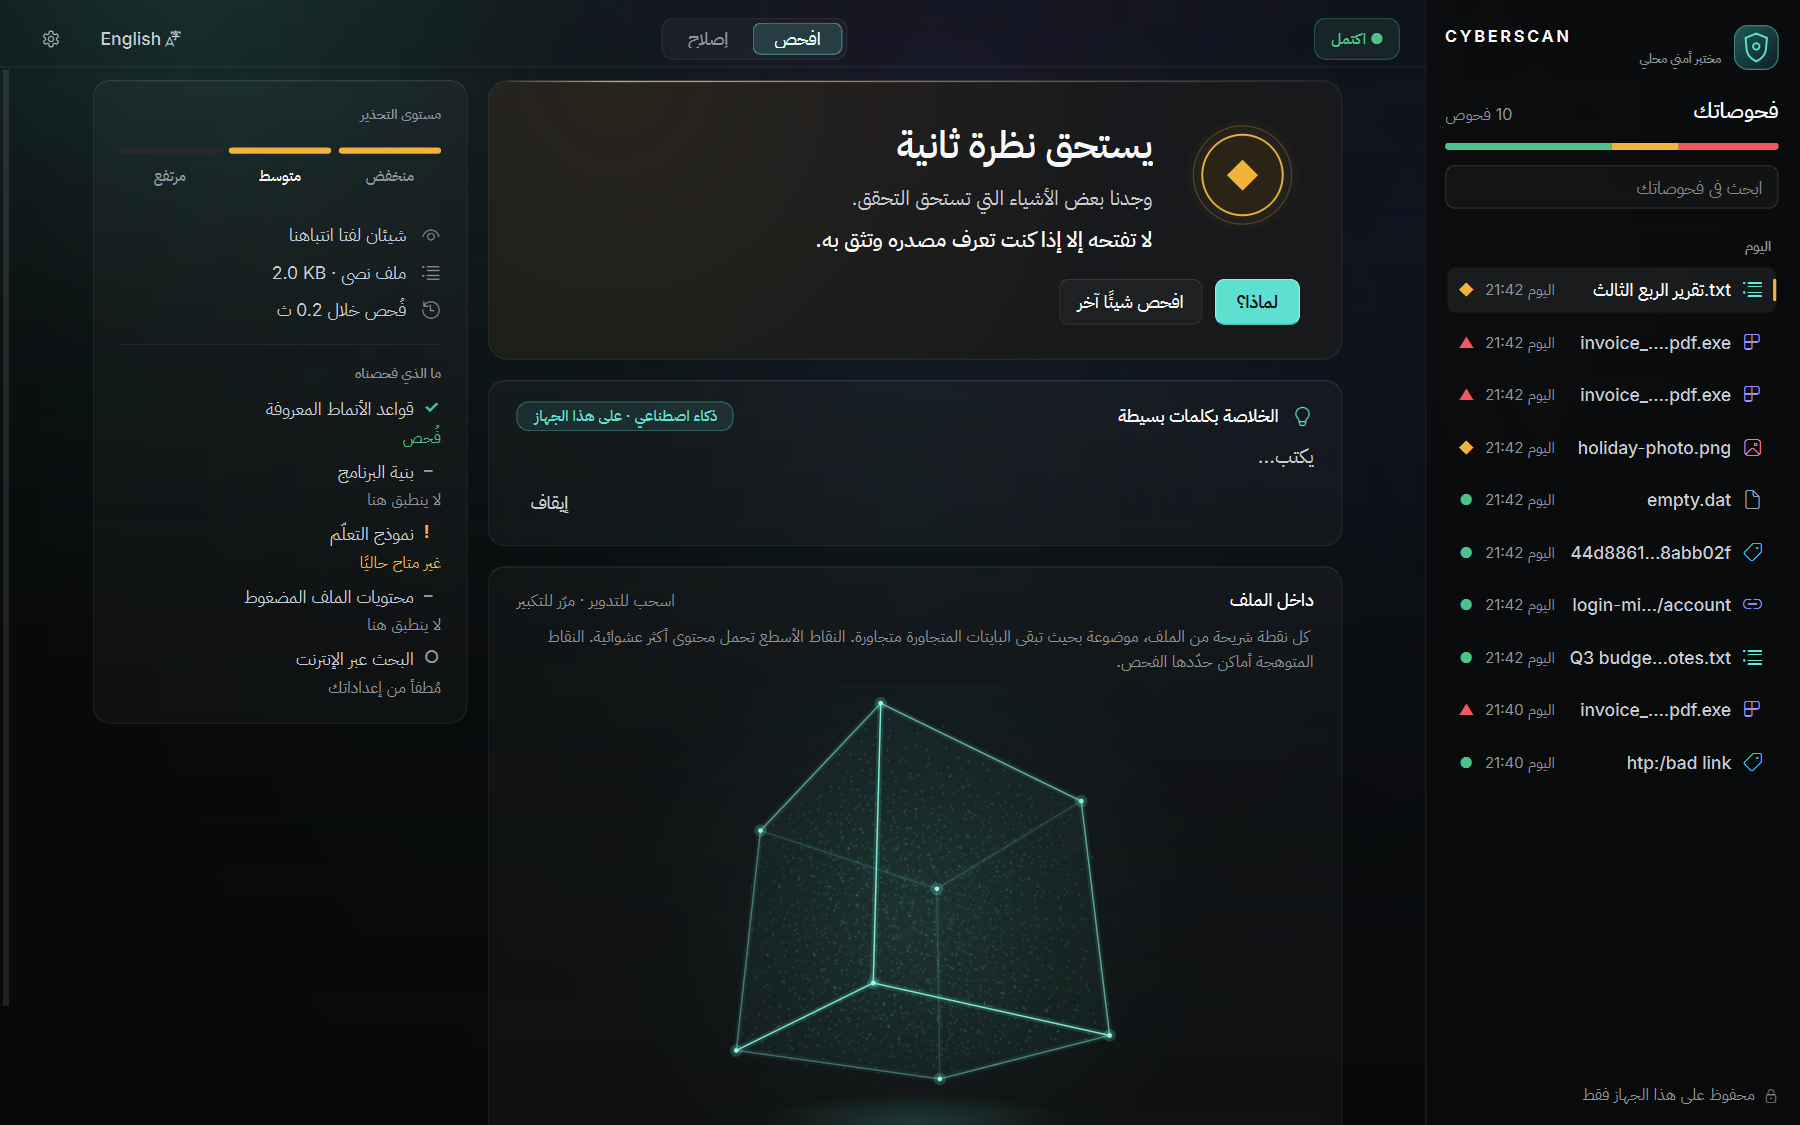 CYBERSCAN
مختبر أمني محلي
فحوصاتك
10 فحوص
ابحث في فحوصاتك
اليوم
تقرير الربع الثالث.txt
اليوم 21:42
invoice_....pdf.exe
اليوم 21:42
invoice_....pdf.exe
اليوم 21:42
holiday-photo.png
اليوم 21:42
empty.dat
اليوم 21:42
44d8861...8abb02f
اليوم 21:42
login-mi.../account
اليوم 21:42
Q3 budge...otes.txt
اليوم 21:42
invoice_....pdf.exe
اليوم 21:40
htp:/bad link
اليوم 21:40
محفوظ على هذا الجهاز فقط
اكتمل
افحص
إصلاح
English
يستحق نظرة ثانية
وجدنا بعض الأشياء التي تستحق التحقق.
لا تفتحه إلا إذا كنت تعرف مصدره وتثق به.
لماذا؟
افحص شيئًا آخر
الخلاصة بكلمات بسيطة
ذكاء اصطناعي · على هذا الجهاز
يكتب...
إيقاف
داخل الملف
اسحب للتدوير · مرّر للتكبير
كل نقطة شريحة من الملف، موضوعة بحيث تبقى البايتات المتجاورة متجاورة. النقاط الأسطع تحمل محتوى أكثر عشوائية. النقاط
المتوهجة أماكن حدّدها الفحص.
مستوى التحذير
منخفض
متوسط
مرتفع
شيئان لفتا انتباهنا
ملف نصي · 2.0 KB
فُحص خلال 0.2 ث
ما الذي فحصناه
قواعد الأنماط المعروفة
فُحص
بنية البرنامج
لا ينطبق هنا
نموذج التعلّم
غير متاح حاليًا
محتويات الملف المضغوط
لا ينطبق هنا
البحث عبر الإنترنت
مُطفأ من إعداداتك